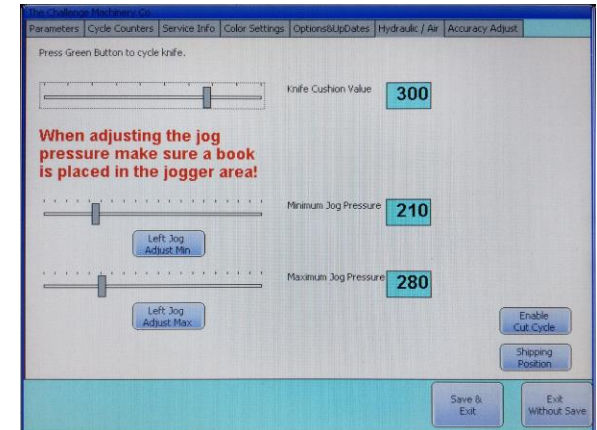 The Challenge Machinery Co
Parameters Cycle Counters Service Info Color Settings Options&UpDates Hydraulic / Air Accuracy Adjust
Press Green Button to cycle knife.
Knife Cushion Value 300
When adjusting the jog
pressure make sure a book
is placed in the jogger area!
Minimum Jog Pressure 210
Left Jog
Adjust Min
Maximum Jog Pressure 280
Left Jog
Adjust Max
Enable
Cut Cycle
Shipping
Position
Save &
Exit
Exit
Without Save